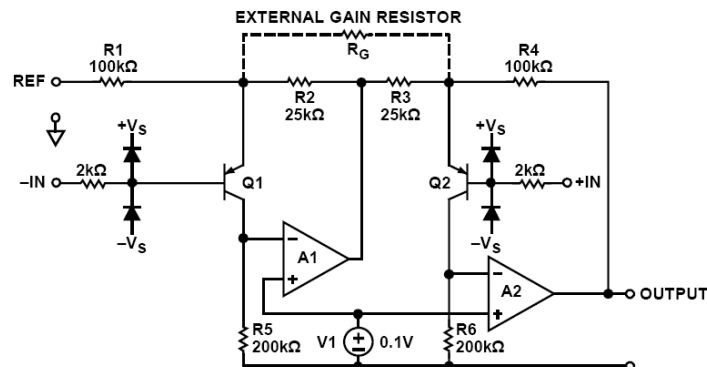 EXTERNAL GAIN RESISTOR
RG
R1
100kΩ
R4
100kΩ
REF
R2
25kΩ
R3
25kΩ
+VS
+VS
–IN
2kΩ
Q1
Q2
2kΩ
+IN
–VS
–VS
–
A1
+
–
A2
+
OUTPUT
R5
200kΩ
V1
+
–
0.1V
R6
200kΩ